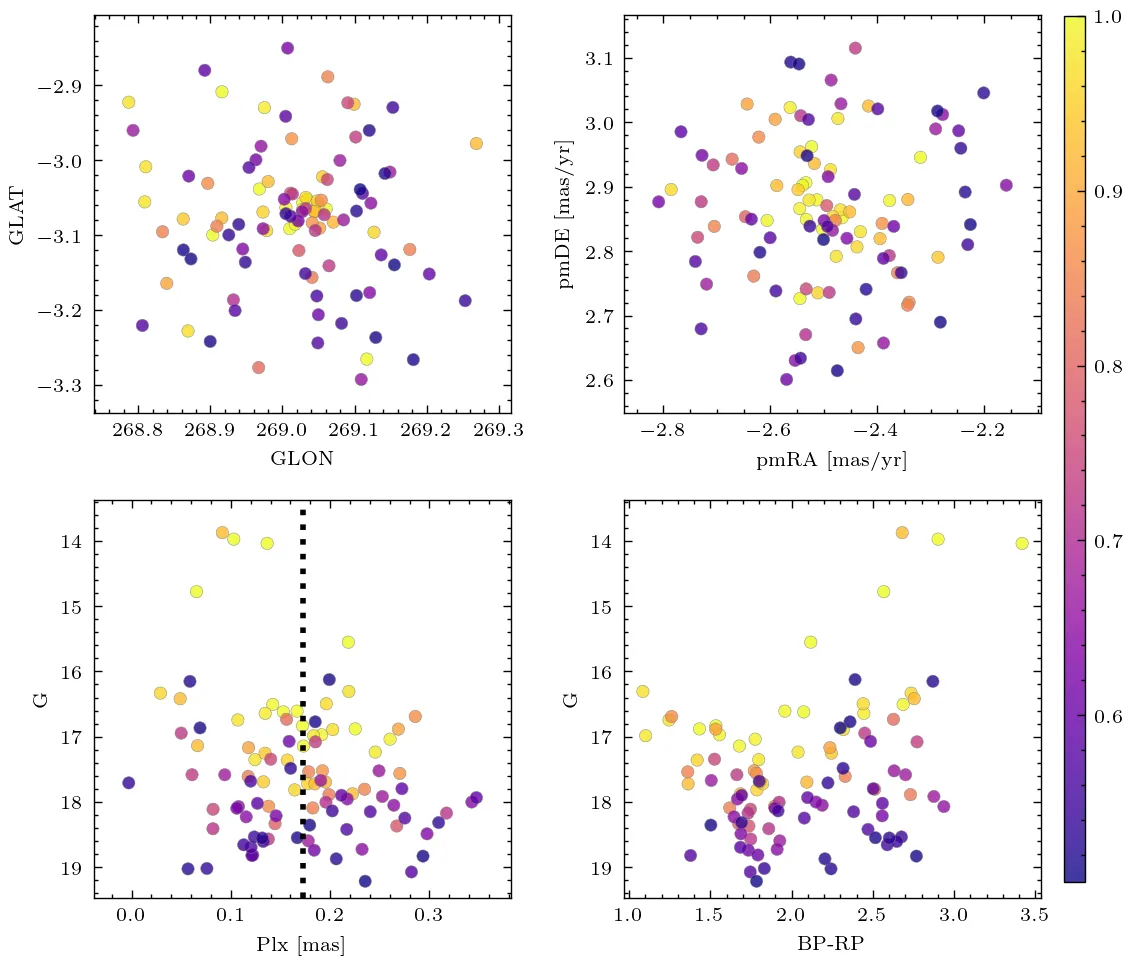 −2.9
−3.0
−3.1
−3.2
−3.3
GLAT
268.8 268.9 269.0 269.1 269.2 269.3
GLON
3.1
3.0
2.9
2.8
2.7
2.6
pmDE [mas/yr]
−2.8 −2.6 −2.4 −2.2
pmRA [mas/yr]
14
15
16
17
18
19
G
0.0 0.1 0.2 0.3
Plx [mas]
14
15
16
17
18
19
G
1.0 1.5 2.0 2.5 3.0 3.5
BP-RP
1.0
0.9
0.8
0.7
0.6